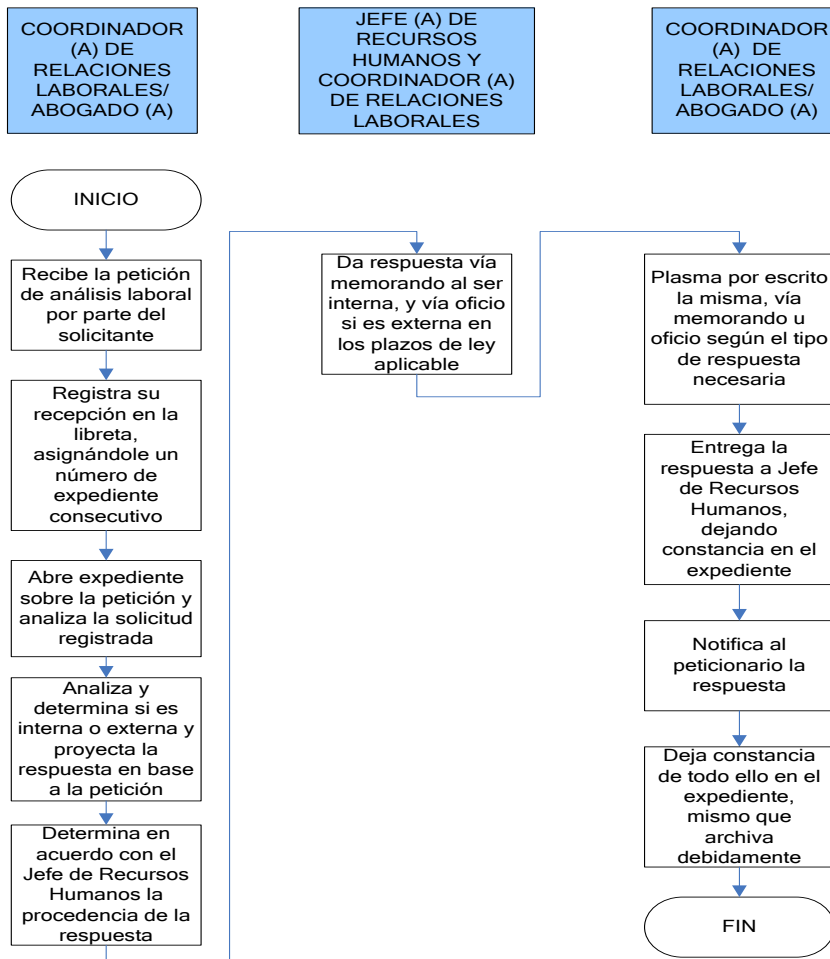 COORDINADOR
(A) DE
RELACIONES
LABORALES/
ABOGADO (A)
JEFE (A) DE
RECURSOS
HUMANOS Y
COORDINADOR (A)
DE RELACIONES
LABORALES
COORDINADOR
(A) DE
RELACIONES
LABORALES/
ABOGADO (A)
INICIO
Recibe la petición
de análisis laboral
por parte del
solicitante
Registra su
recepción en la
libreta,
asignándole un
número de
expediente
consecutivo
Abre expediente
sobre la petición y
analiza la solicitud
registrada
Analiza y
determina si es
interna o externa y
proyecta la
respuesta en base
a la petición
Determina en
acuerdo con el
Jefe de Recursos
Humanos la
procedencia de la
respuesta
Da respuesta vía
memorando al ser
interna, y vía oficio
si es externa en
los plazos de ley
aplicable
Plasma por escrito
la misma, vía
memorando u
oficio según el tipo
de respuesta
necesaria
Entrega la
respuesta a Jefe
de Recursos
Humanos,
dejando
constancia en el
expediente
Notifica al
peticionario la
respuesta
Deja constancia
de todo ello en el
expediente,
mismo que
archiva
debidamente
FIN